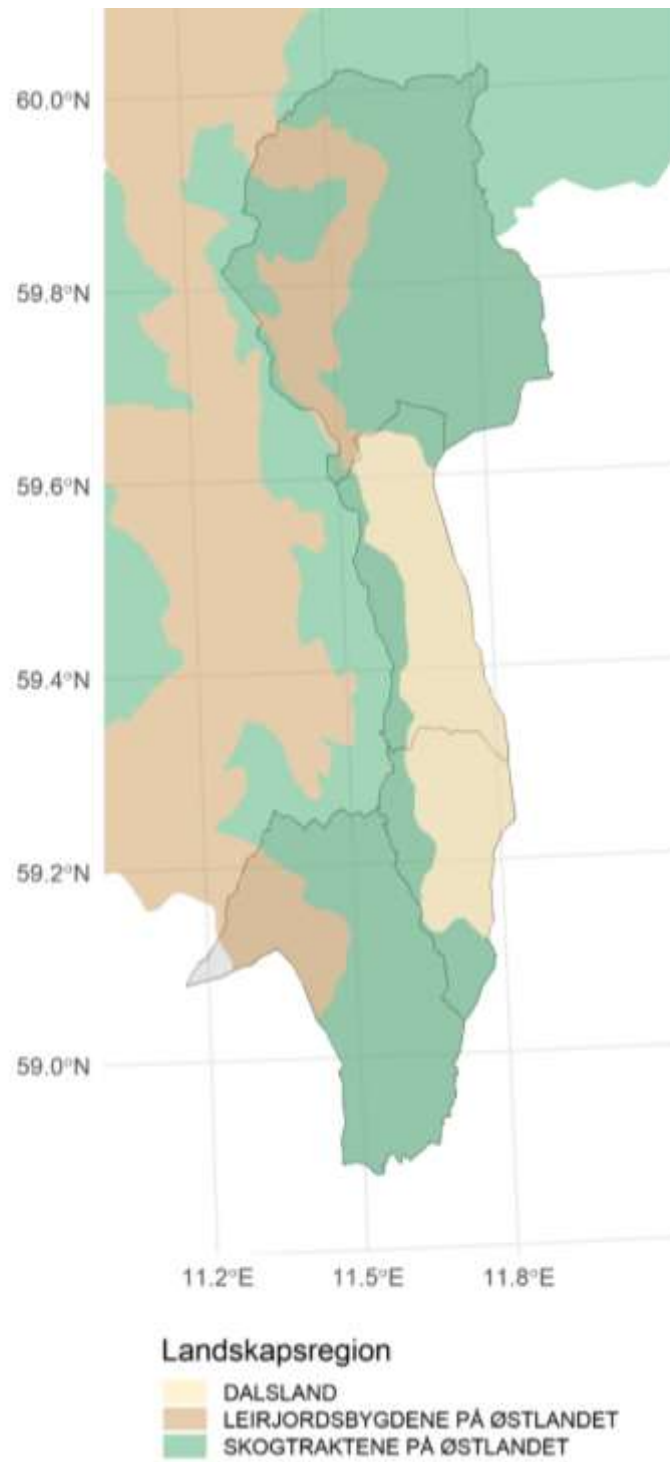 60.0°N
59.8°N
59.6°N
59.4°N
59.2°N
59.0°N
11.2°E 11.5°E 11.8°E
Landskapsregion
DALSLAND
LEIRJORDSBYGDENE PÅ ØSTLANDET
SKOGTRAKTENE PÅ ØSTLANDET